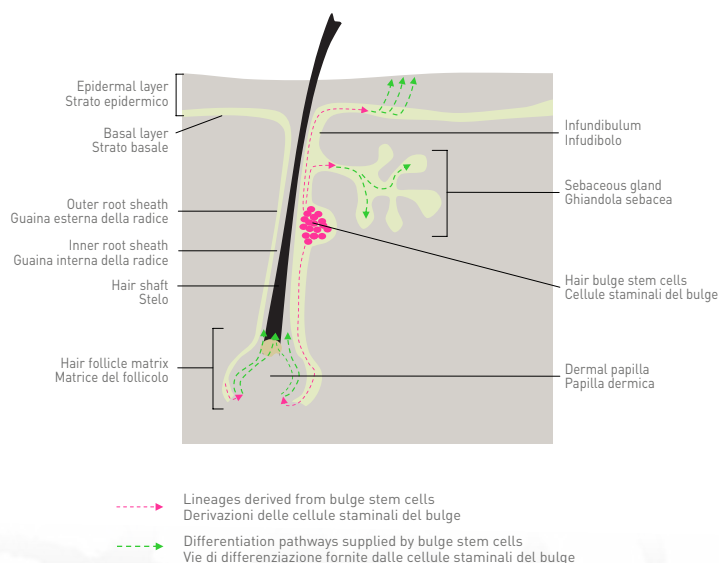 Epidermal layer
Strato epidermico
Basal layer
Strato basale
Outer root sheath
Guaina esterna della radice
Inner root sheath
Guaina interna della radice
Hair shaft
Stelo
Hair follicle matrix
Matrice del follicolo
Infundibulum
Infudibolo
Sebaceous gland
Ghiandola sebacea
Hair bulge stem cells
Cellule staminali del bulge
Dermal papilla
Papilla dermica
Lineages derived from bulge stem cells
Derivazioni delle cellule staminali del bulge
Differentiation pathways supplied by bulge stem cells
Vie di differenziazione fornite dalle cellule staminali del bulge